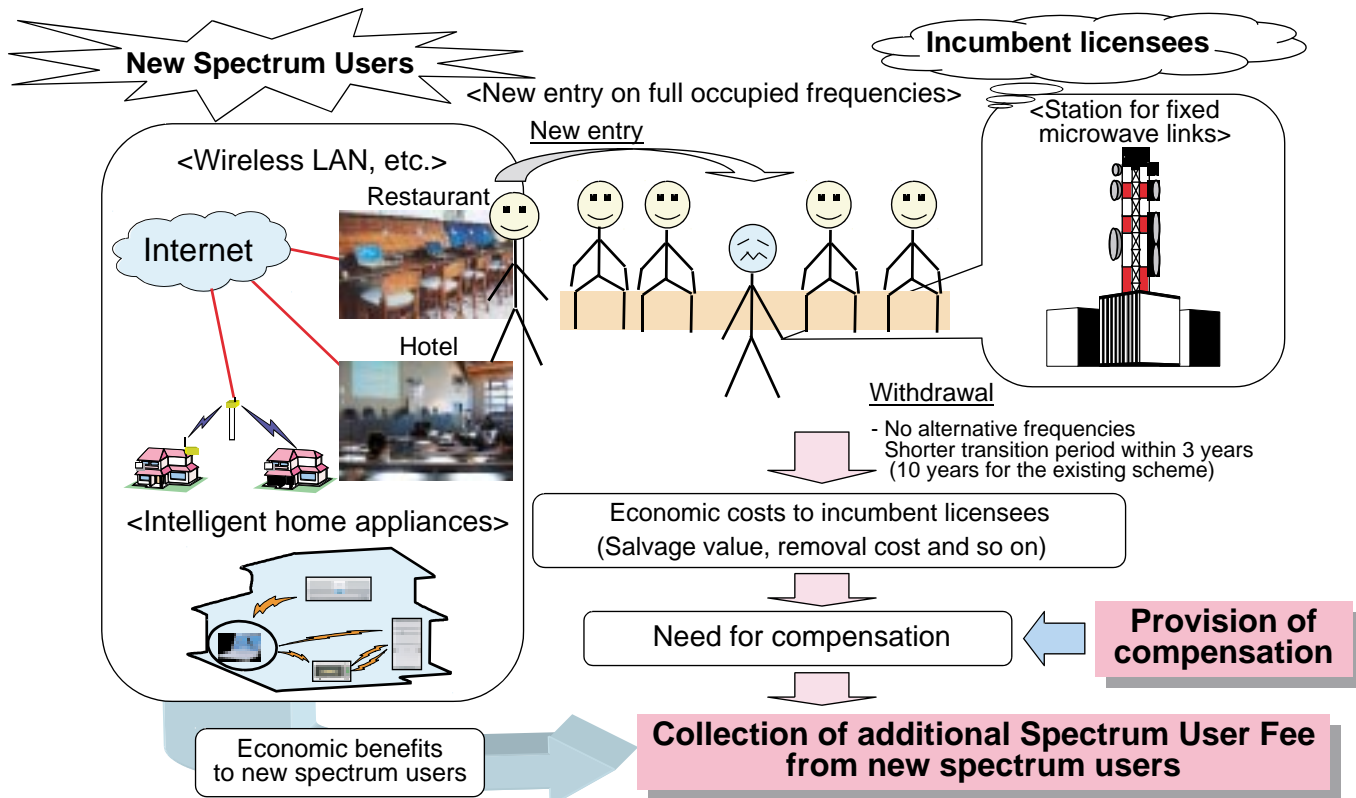 New Spectrum Users
Incumbent licensees
<New entry on full occupied frequencies>
New entry
<Station for fixed
microwave links>
<Wireless LAN, etc.>
Restaurant
Internet
Hotel
<Intelligent home appliances>
Withdrawal
- No alternative frequencies
Shorter transition period within 3 years
(10 years for the existing scheme)
Economic costs to incumbent licensees
(Salvage value, removal cost and so on)
Need for compensation
Provision of
compensation
Economic benefits
to new spectrum users
Collection of additional Spectrum User Fee
from new spectrum users